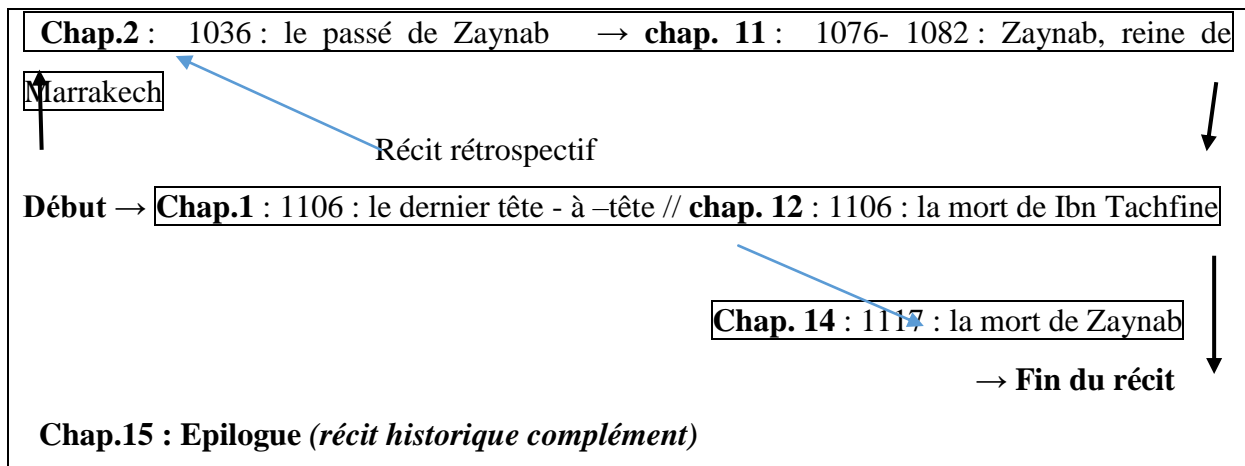 Chap.2 : 1036 : le passé de Zaynab → chap. 11 : 1076- 1082 : Zaynab, reine de
Marrakech
Récit rétrospectif
Début → Chap.1 : 1106 : le dernier tête - à –tête // chap. 12 : 1106 : la mort de Ibn Tachfine
Chap. 14 : 1117 : la mort de Zaynab
→ Fin du récit
Chap.15 : Epilogue (récit historique complément)